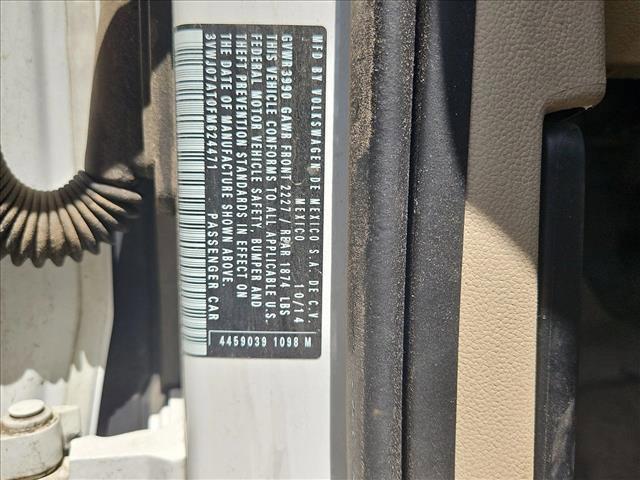 MFD BY VOLKSWAGEN DE MEXICO S.A. DE C.V.
) MEXICO 10/14
GVWR3990 GAWR FRONT 2227/REAR 1874 LBS
THIS VEHICLE CONFORMS TO ALL APPLICABLE U.S.
FEDERAL MOTOR VEHICLE SAFETY, BUMPER AND
THEFT PREVENTION STANDARDS IN EFFECT ON
THE DATE OF MANUFACTURE SHOWN ABOVE.
3VWJ07AT0FM624471 PASSENGER CAR
4459039 1098 M